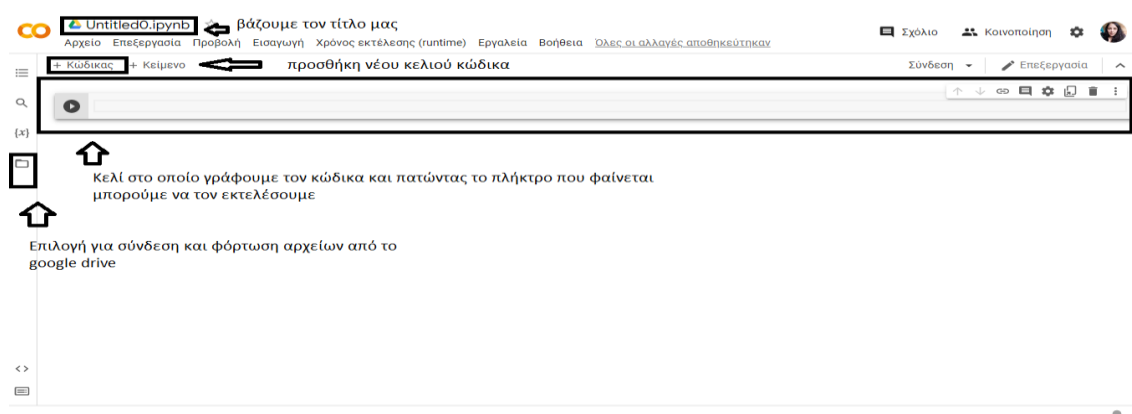 Untitled0.ipynb
βάζουμε τον τίτλο μας
Αρχείο Επεξεργασία Προβολή Εισαγωγή Χρόνος εκτέλεσης (runtime) Εργαλεία Βοήθεια Όλες οι αλλαγές αποθηκεύτηκαν
Σχόλιο Κοινοποίηση
+ Κώδικας + Κείμενο
προσθήκη νέου κελιού κώδικα
Σύνδεση Επεξεργασία
{x}
Κελί στο οποίο γράφουμε τον κώδικα και πατώντας το πλήκτρο που φαίνεται
μπορούμε να τον εκτελέσουμε
Επιλογή για σύνδεση και φόρτωση αρχείων από το
google drive